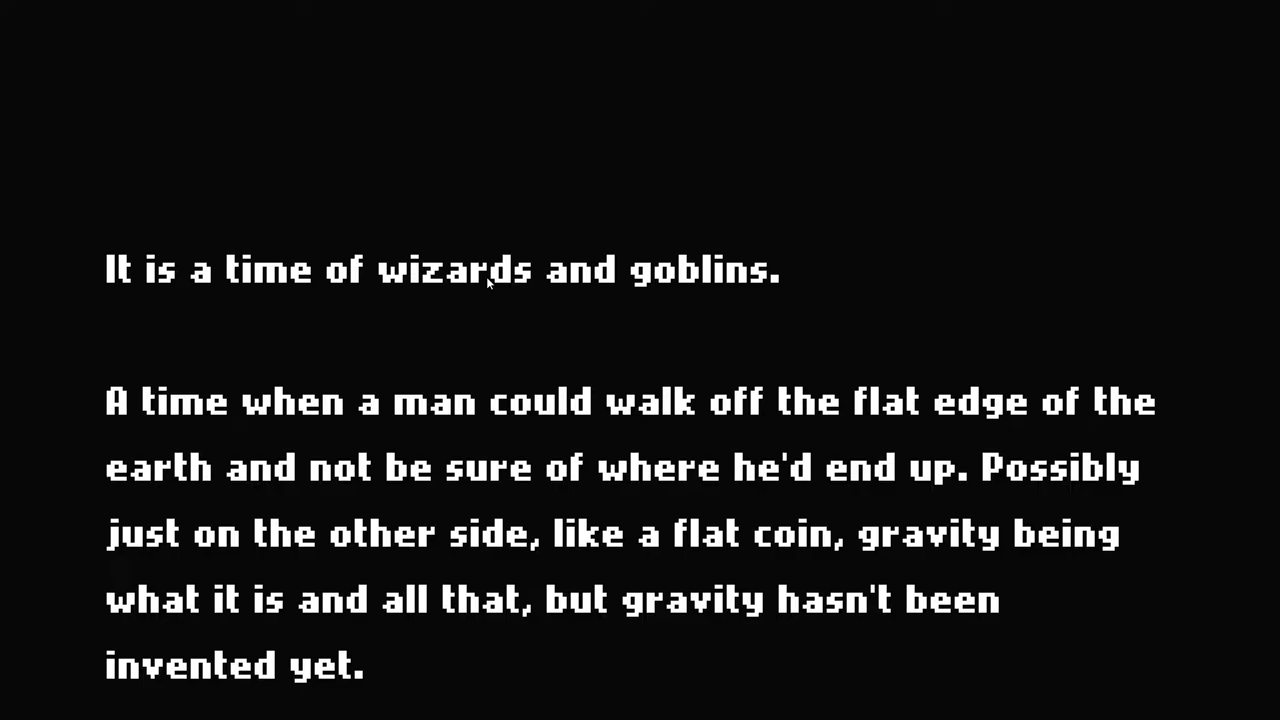 It is a time of wizards and goblins.
A time when a man could walk off the flat edge of the
earth and not be sure of where he'd end up. Possibly
just on the other side, like a flat coin, gravity being
what it is and all that, but gravity hasn't been
invented yet.